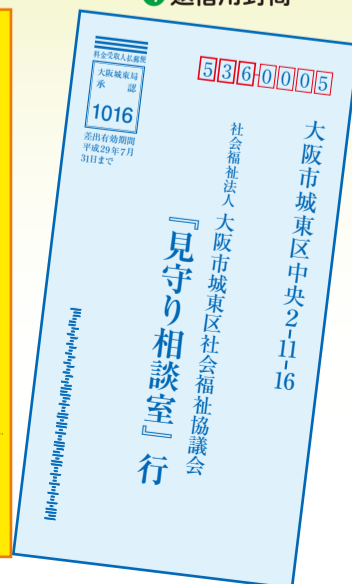 返信用封筒
料金受取人払郵便
大阪城東局
承認
1016
差出有効期間
平成29年7月
31日まで
536-0005
大阪市城東区中央2-11-16
社会福祉法人 大阪市城東区社会福祉協議会
『見守り相談室』 行